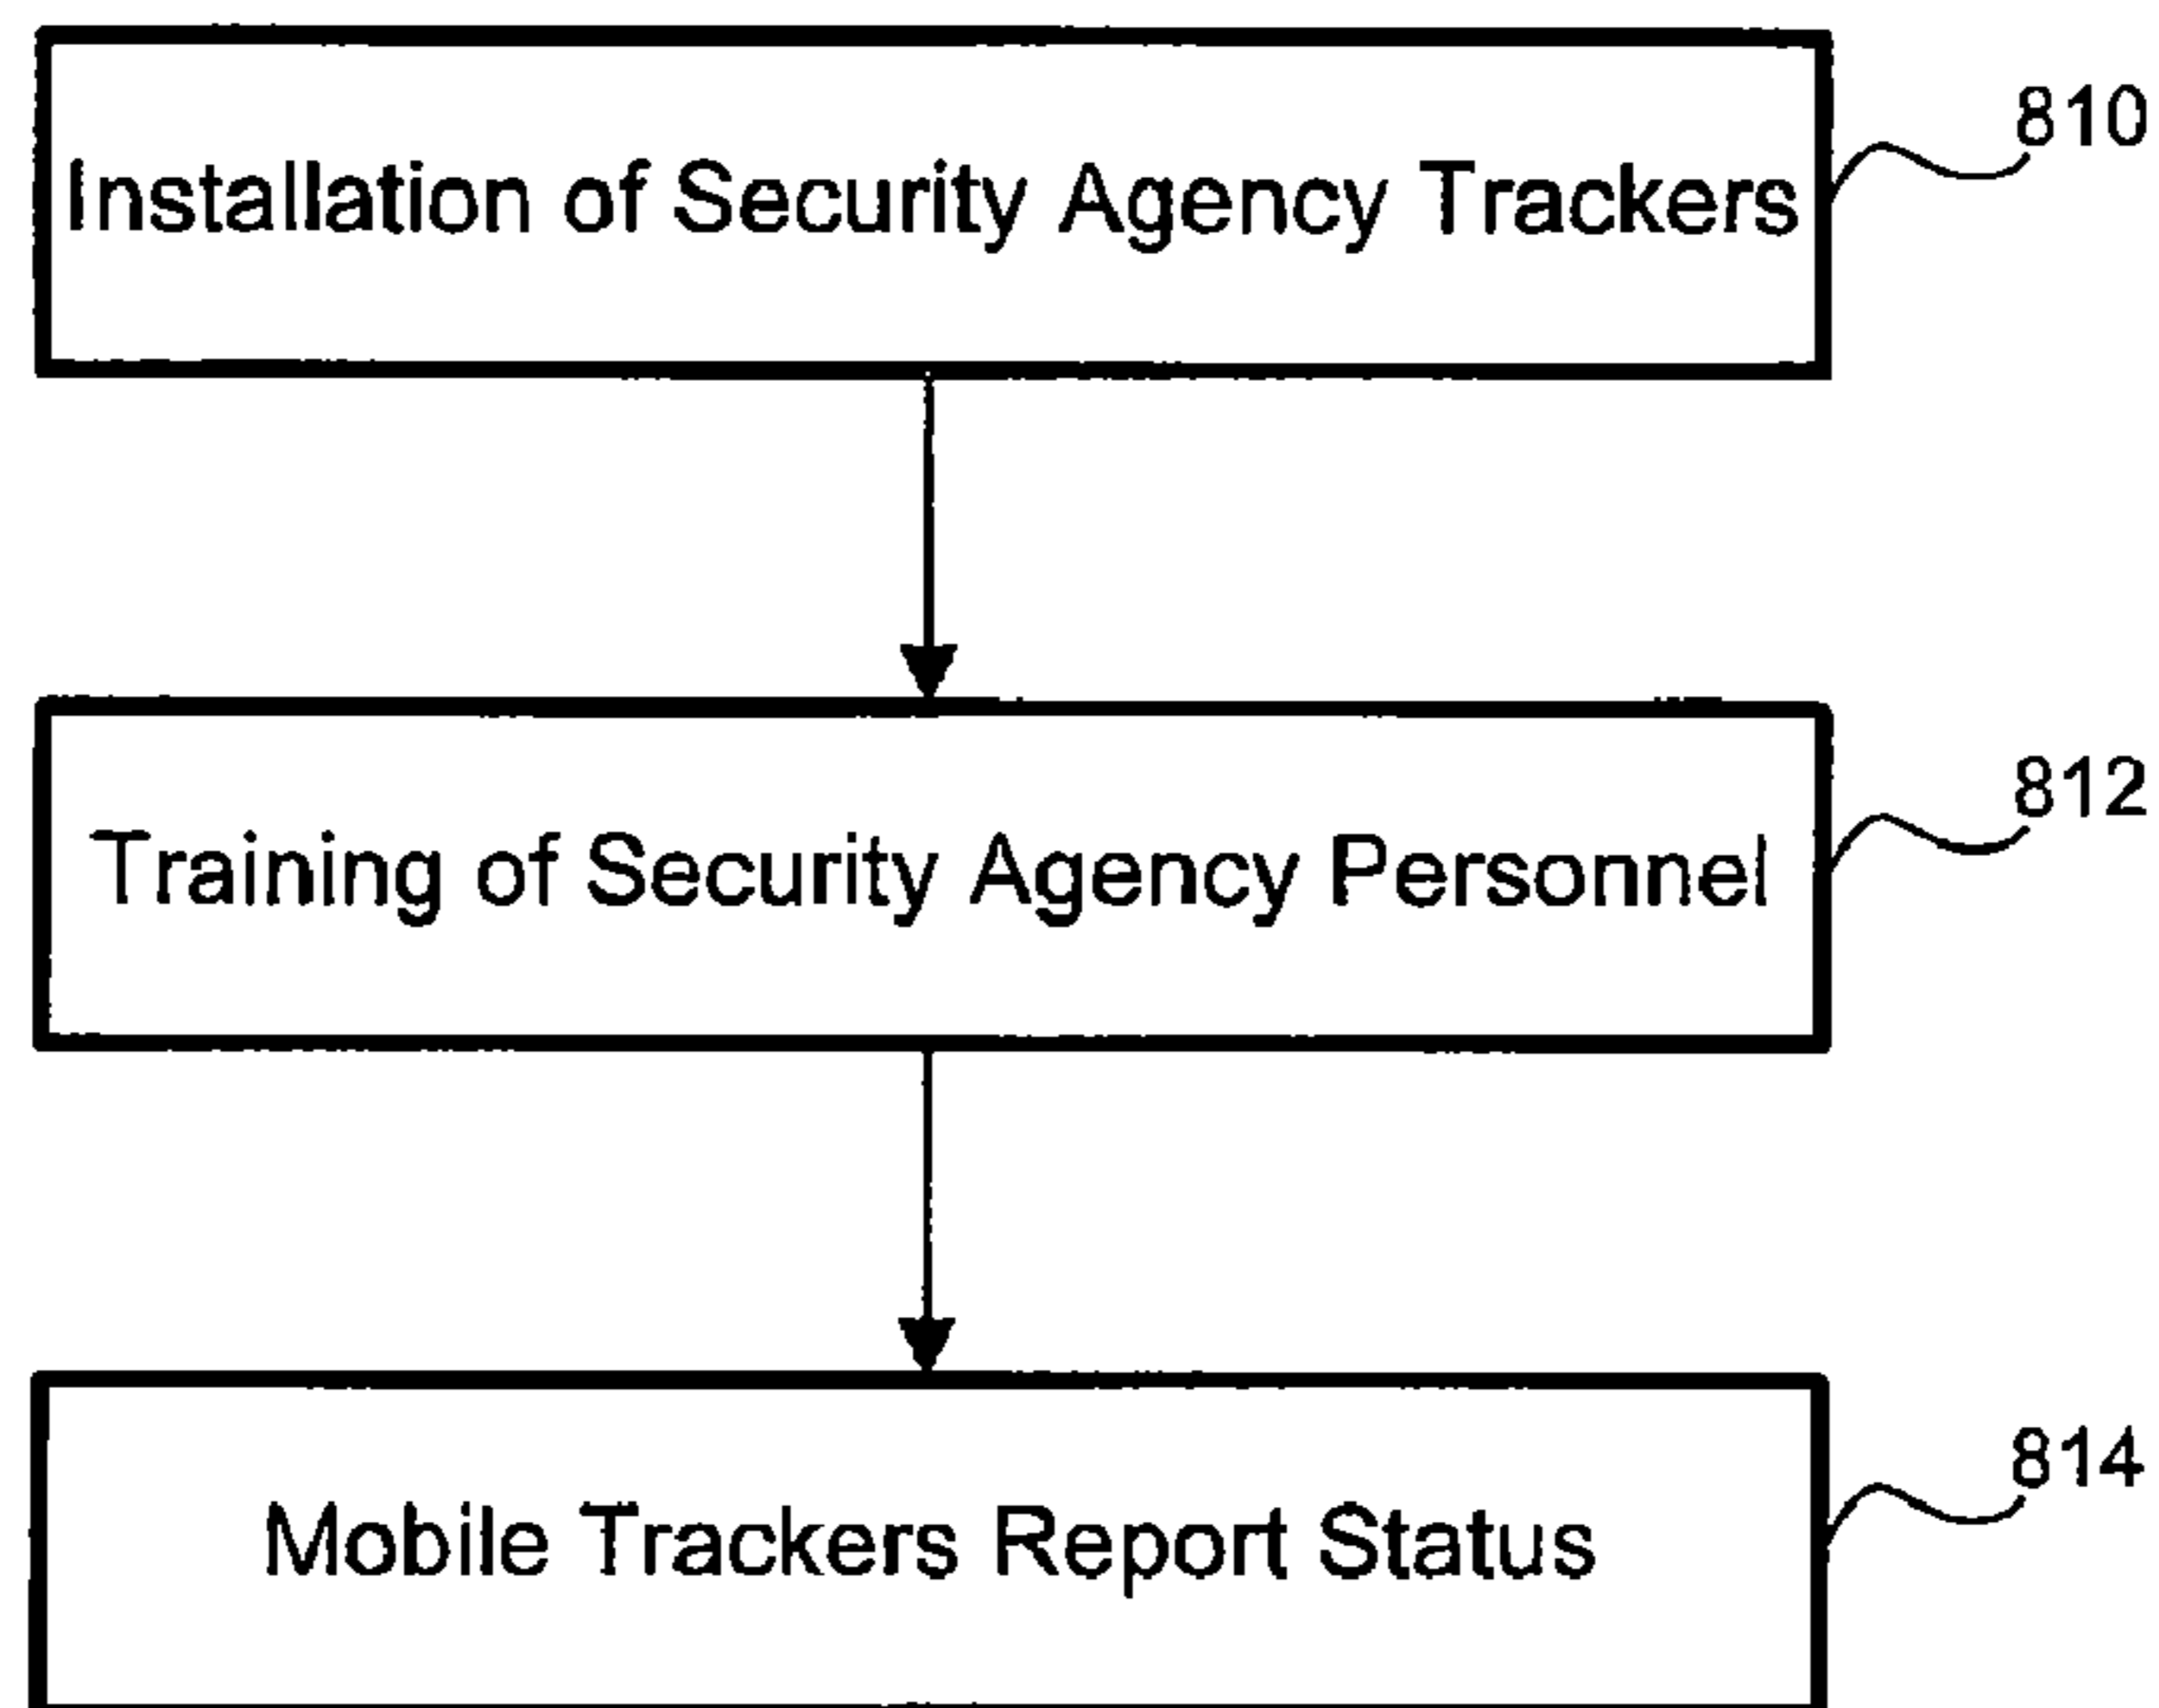 Installation of Security Agency Trackers
810
Training of Security Agency Personnel
812
Mobile Trackers Report Status
814